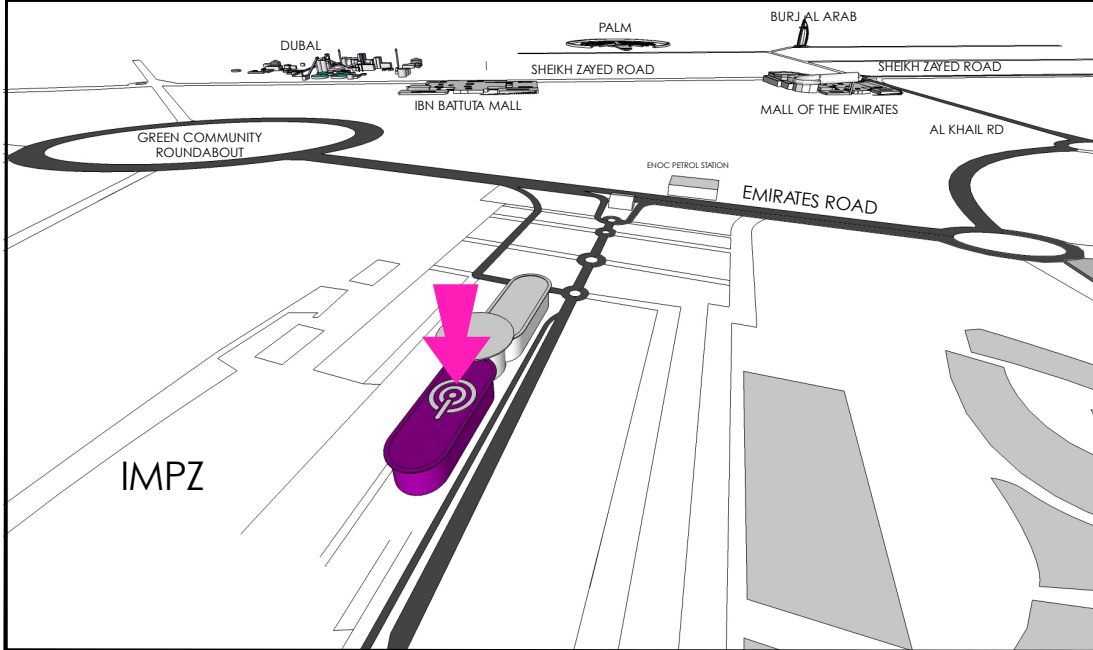 BURJ AL ARAB
PALM
DUBAL
SHEIKH ZAYED ROAD
SHEIKH ZAYED ROAD
IBN BATTUTA MALL
MALL OF THE EMIRATES
AL KHAIL RD
GREEN COMMUNITY
ROUNDABOUT
ENOC PETROL STATION
EMIRATES ROAD
IMPZ